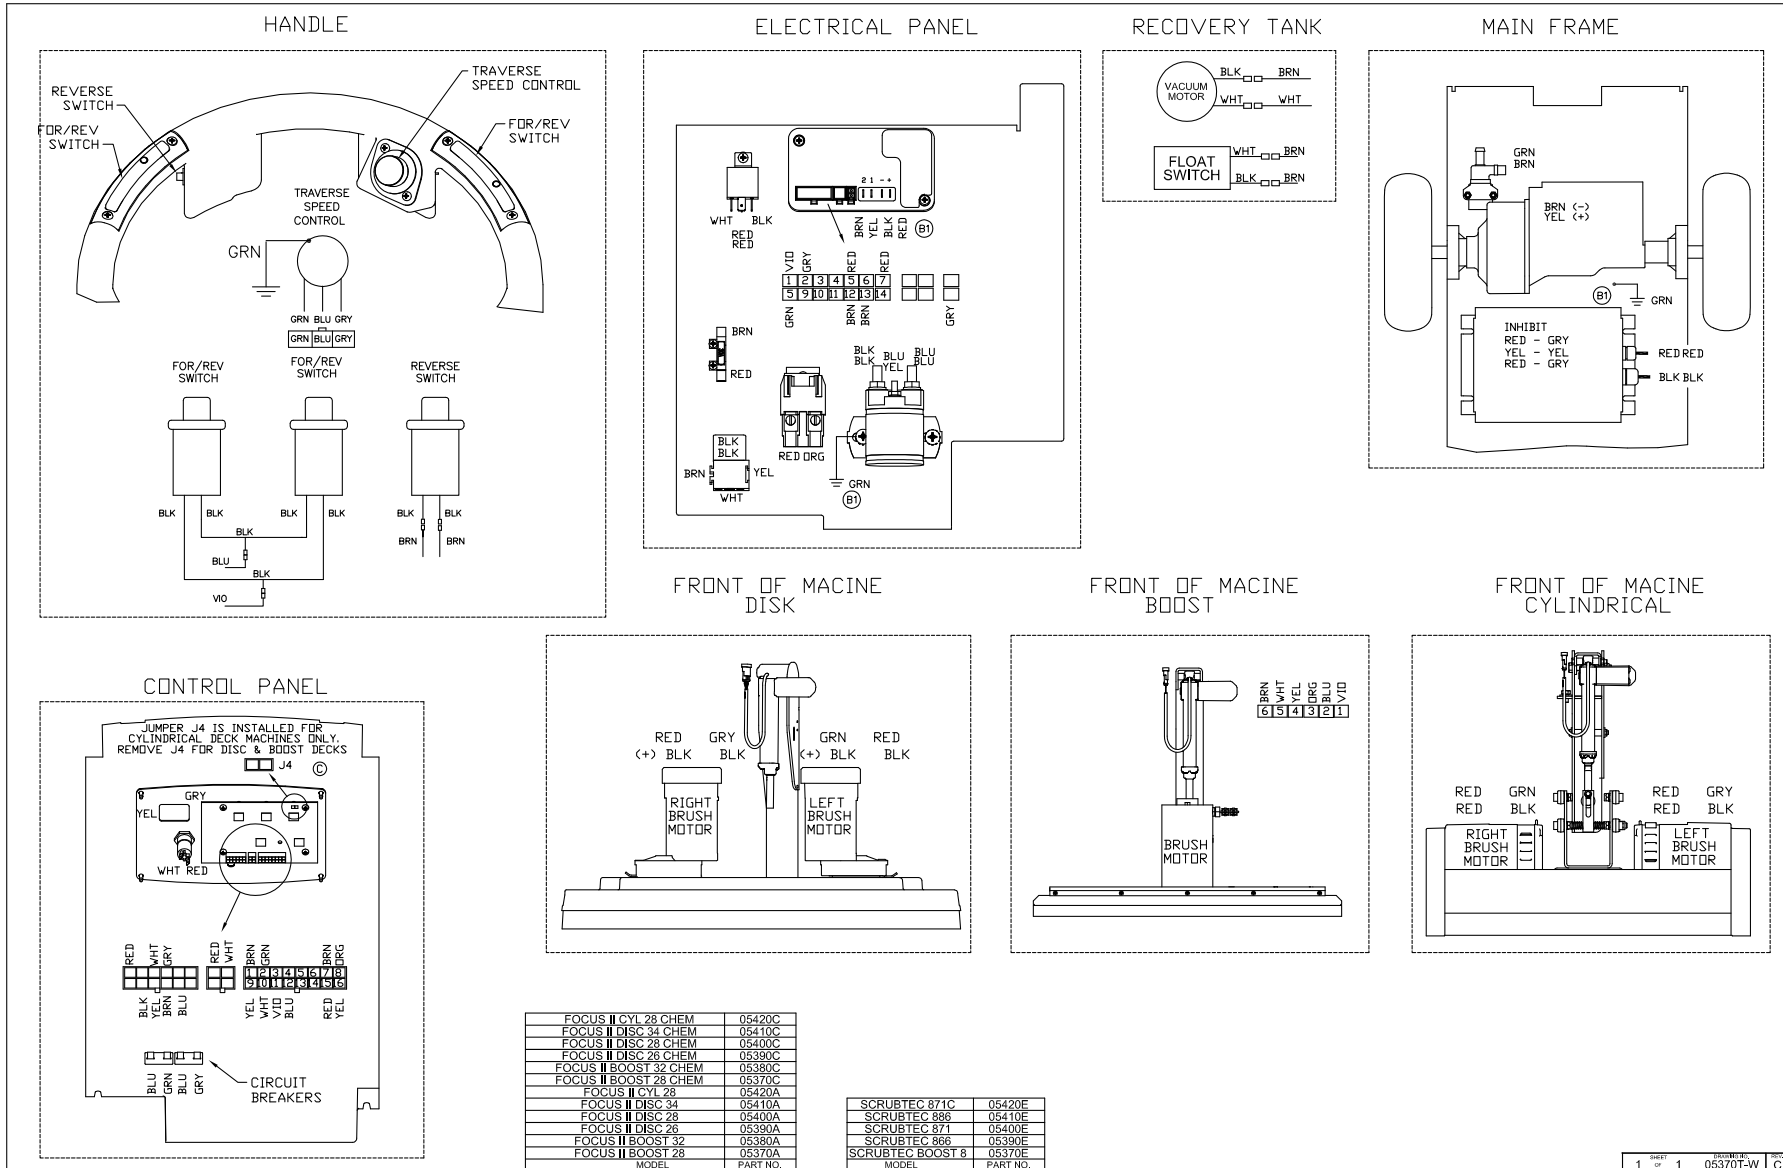 HANDLE
REVERSE
SWITCH
FOR/REV
SWITCH
TRAVERSE
SPEED CONTROL
FOR/REV
SWITCH
TRAVERSE
SPEED
CONTROL
GRN
GRN BLU GRY
GRN BLU GRY
FOR/REV
SWITCH
FOR/REV
SWITCH
REVERSE
SWITCH
BLK BLK BLK BLK BLK BLK
BLK
BRN BRN
BLU
BLK
VIO
ELECTRICAL PANEL
2 1 - +
WHT BLK
RED
RED
BRN
YEL
BLK
RED
B1
VIO
GRY
RED
RED
1 2 3 4 5 6 7
5 9 10 11 12 13 14
GRN
BRN
BRN
GRY
BRN
RED
BLK
BLK
BLU
YEL
BLU
BLU
RED ORG
BLK
BLK
BRN YEL
WHT
GRN
B1
RECOVERY TANK
VACUUM
MOTOR
BLK BRN
WHT WHT
FLOAT
SWITCH
WHT BRN
BLK BRN
MAIN FRAME
GRN
BRN
BRN (-)
YEL (+)
B1
GRN
INHIBIT
RED - GRY
YEL - YEL
RED - GRY
RED RED
BLK BLK
CONTROL PANEL
JUMPER J4 IS INSTALLED FOR
CYLINDRICAL DECK MACHINES ONLY.
REMOVE J4 FOR DISC & BOOST DECKS
J4
C
GRY
YEL
WHT RED
RED
WHT
GRY
RED
WHT
BRN
GRN
BRN
ORG
1 2 3 4 5 6 7 8
9 10 11 12 13 14 15 16
BLK
YEL
BRN
BLU
YEL
WHT
VIO
BLU
RED
YEL
BLU
GRN
BLU
GRY
CIRCUIT
BREAKERS
FRONT OF MACINE
DISK
RED GRY GRN RED
(+) BLK BLK (+) BLK BLK
RIGHT
BRUSH
MOTOR
LEFT
BRUSH
MOTOR
FRONT OF MACINE
BOOST
BRN
WHT
YEL
ORG
BLU
VIO
6 5 4 3 2 1
BRUSH
MOTOR
FRONT OF MACINE
CYLINDRICAL
RED GRN RED GRY
RED BLK RED BLK
RIGHT
BRUSH
MOTOR
LEFT
BRUSH
MOTOR
FOCUS II CYL 28 CHEM 05420C
FOCUS II DISC 34 CHEM 05410C
FOCUS II DISC 28 CHEM 05400C
FOCUS II DISC 26 CHEM 05390C
FOCUS II BOOST 32 CHEM 05380C
FOCUS II BOOST 28 CHEM 05370C
FOCUS II CYL 28 05420A
FOCUS II DISC 34 05410A
FOCUS II DISC 28 05400A
FOCUS II DISC 26 05390A
FOCUS II BOOST 32 05380A
FOCUS II BOOST 28 05370A
MODEL PART NO.
SCRUBTEC 871C 05420E
SCRUBTEC 886 05410E
SCRUBTEC 871 05400E
SCRUBTEC 866 05390E
SCRUBTEC BOOST 8 05370E
MODEL PART NO.
SHEET DRAWING NO. REV.
1 OF 1 05370T-W C